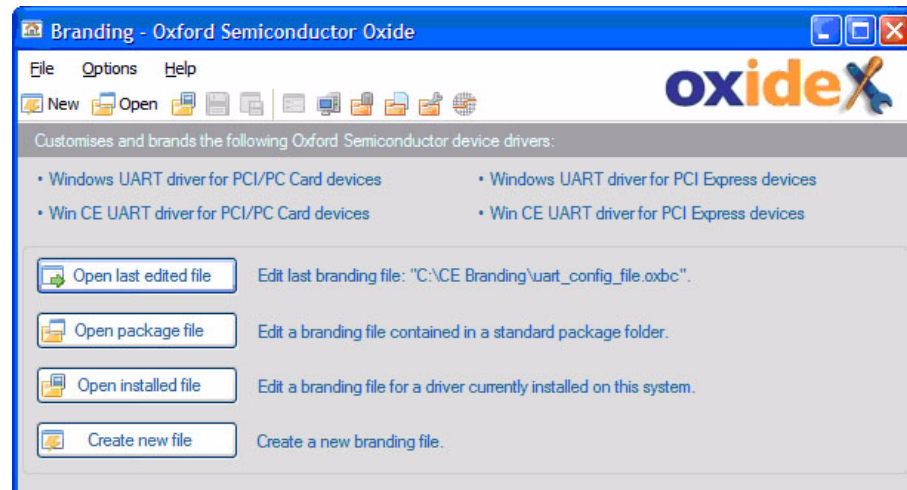 Branding - Oxford Semiconductor Oxide
File Options Help
New Open
oxide
Customises and brands the following Oxford Semiconductor device drivers:
• Windows UART driver for PCI/PC Card devices • Windows UART driver for PCI Express devices
• Win CE UART driver for PCI/PC Card devices • Win CE UART driver for PCI Express devices
Open last edited file Edit last branding file: "C:\CE Branding\uart_config_file.oxbc".
Open package file Edit a branding file contained in a standard package folder.
Open installed file Edit a branding file for a driver currently installed on this system.
Create new file Create a new branding file.